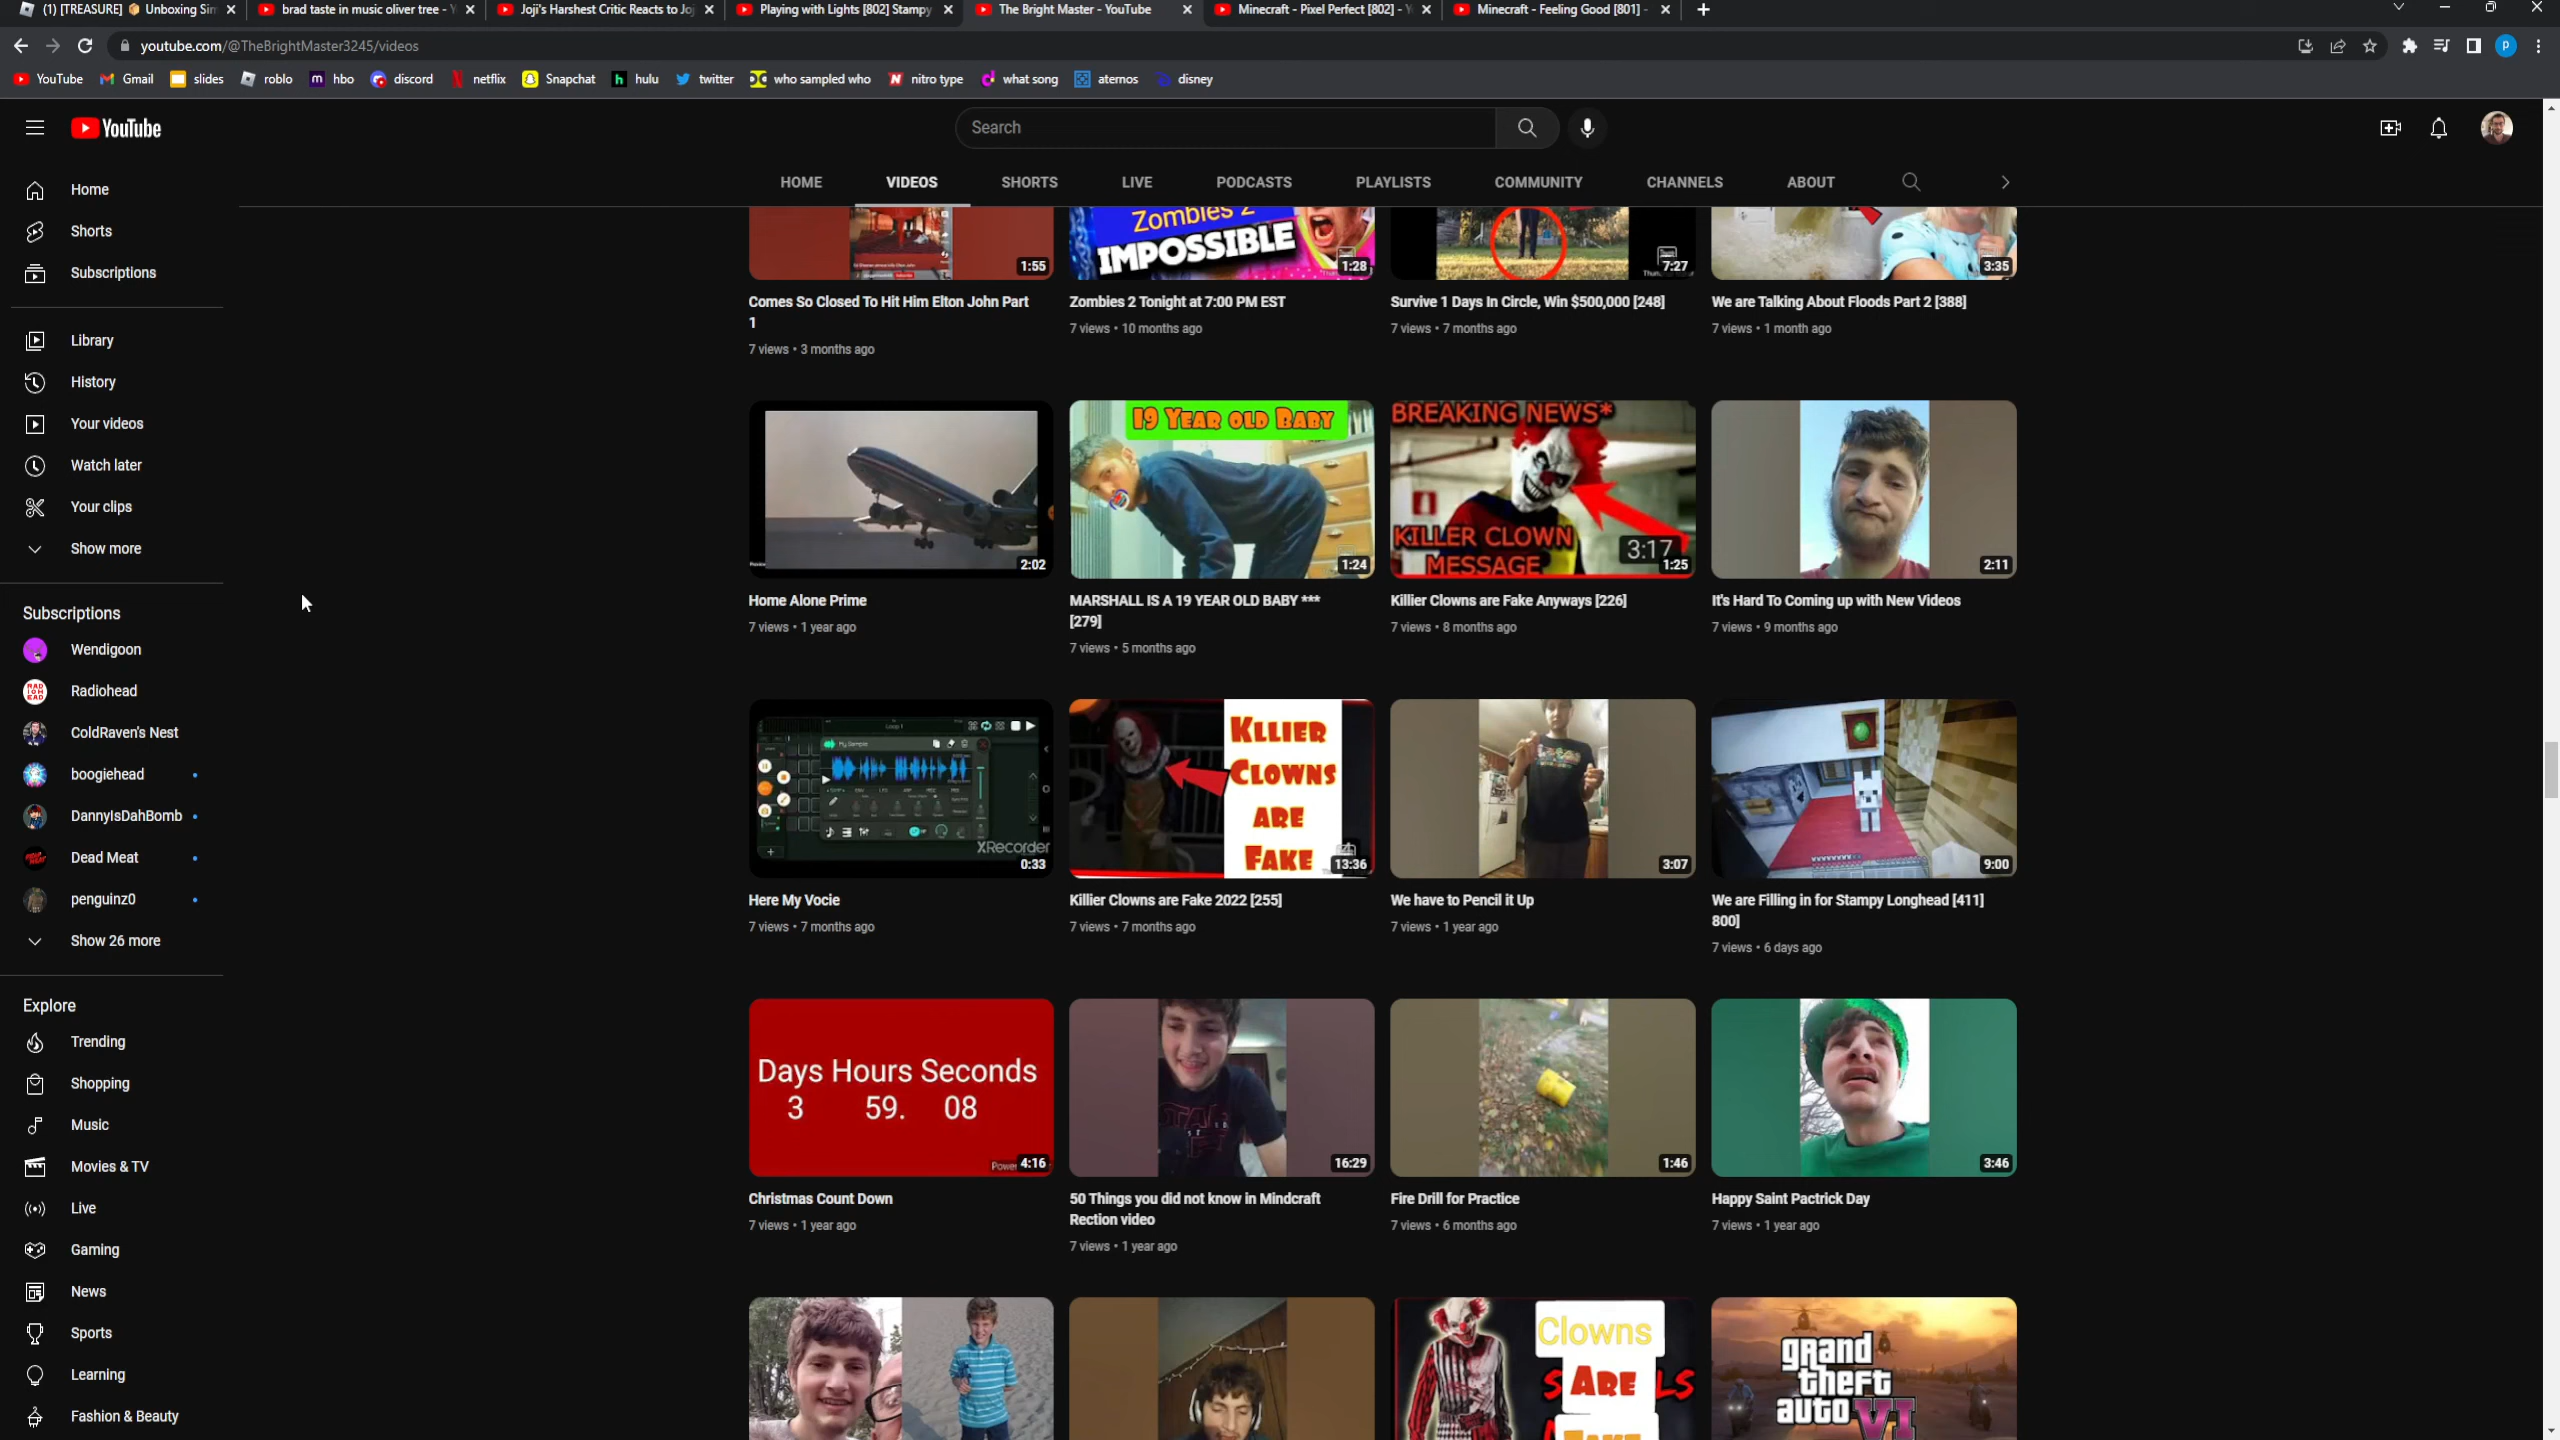 (1) [TREASURE] 📦 Unboxing Sim
brad taste in music oliver tree - Y
Joji's Harshest Critic Reacts to Joj
Playing with Lights [802] Stampy
The Bright Master - YouTube
Minecraft - Pixel Perfect [802] - Y
Minecraft - Feeling Good [801] -
youtube.com/@TheBrightMaster3245/videos
P
YouTube
Gmail
slides
roblo
hbo
discord
netflix
Snapchat
hulu
twitter
who sampled who
nitro type
what song
aternos
disney
YouTube
Search
HOME
VIDEOS
SHORTS
LIVE
PODCASTS
PLAYLISTS
COMMUNITY
CHANNELS
ABOUT
Home
Shorts
Subscriptions
Library
History
Your videos
Watch later
Your clips
Show more
Subscriptions
Wendigoon
Radiohead
ColdRaven's Nest
boogiehead
DannyIsDahBomb
Dead Meat
penguinz0
Show 26 more
Explore
Trending
Shopping
Music
Movies & TV
Live
Gaming
News
Sports
Learning
Fashion & Beauty
1:55
Comes So Closed To Hit Him Elton John Part
1
7 views • 3 months ago
Zombies 2
IMPOSSIBLE
1:28
Zombies 2 Tonight at 7:00 PM EST
7 views • 10 months ago
7:27
Survive 1 Days In Circle, Win $500,000 [248]
7 views • 7 months ago
3:35
We are Talking About Floods Part 2 [388]
7 views • 1 month ago
2:02
Home Alone Prime
7 views • 1 year ago
19 YEAR OLD BABY
1:24
MARSHALL IS A 19 YEAR OLD BABY ***
[279]
7 views • 5 months ago
BREAKING NEWS*
KILLER CLOWN
MESSAGE
3:17
1:25
Killier Clowns are Fake Anyways [226]
7 views • 8 months ago
2:11
It's Hard To Coming up with New Videos
7 views • 9 months ago
Loop 1
My Sample
XRecorder
0:33
Here My Vocie
7 views • 7 months ago
KLLIER
CLOWNS
ARE
FAKE
13:36
Killier Clowns are Fake 2022 [255]
7 views • 7 months ago
3:07
We have to Pencil it Up
7 views • 1 year ago
9:00
We are Filling in for Stampy Longhead [411]
800]
7 views • 6 days ago
Days Hours Seconds
3 59. 08
4:16
Christmas Count Down
7 views • 1 year ago
16:29
50 Things you did not know in Mindcraft
Rection video
7 views • 1 year ago
1:46
Fire Drill for Practice
7 views • 6 months ago
3:46
Happy Saint Pactrick Day
7 views • 1 year ago
Clowns
ARE
grand
theft
auto VI